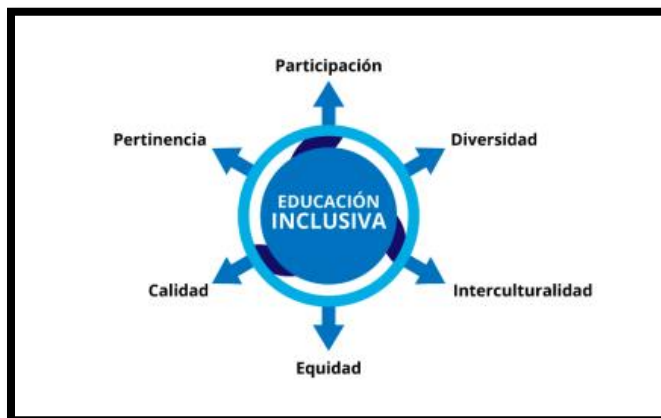 Participación
Pertinencia
Diversidad
EDUCACIÓN
INCLUSIVA
Calidad
Interculturalidad
Equidad